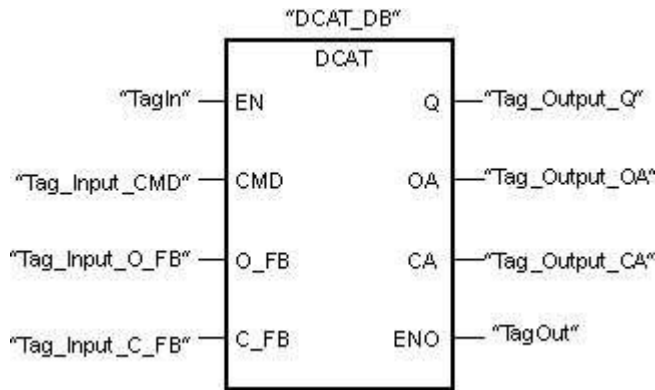 "DCAT_DB"
DCAT
"TagIn" EN Q "Tag_Output_Q"
"Tag_Input_CMD" CMD OA "Tag_Output_OA"
"Tag_Input_O_FB" O_FB CA "Tag_Output_CA"
"Tag_Input_C_FB" C_FB ENO "TagOut"